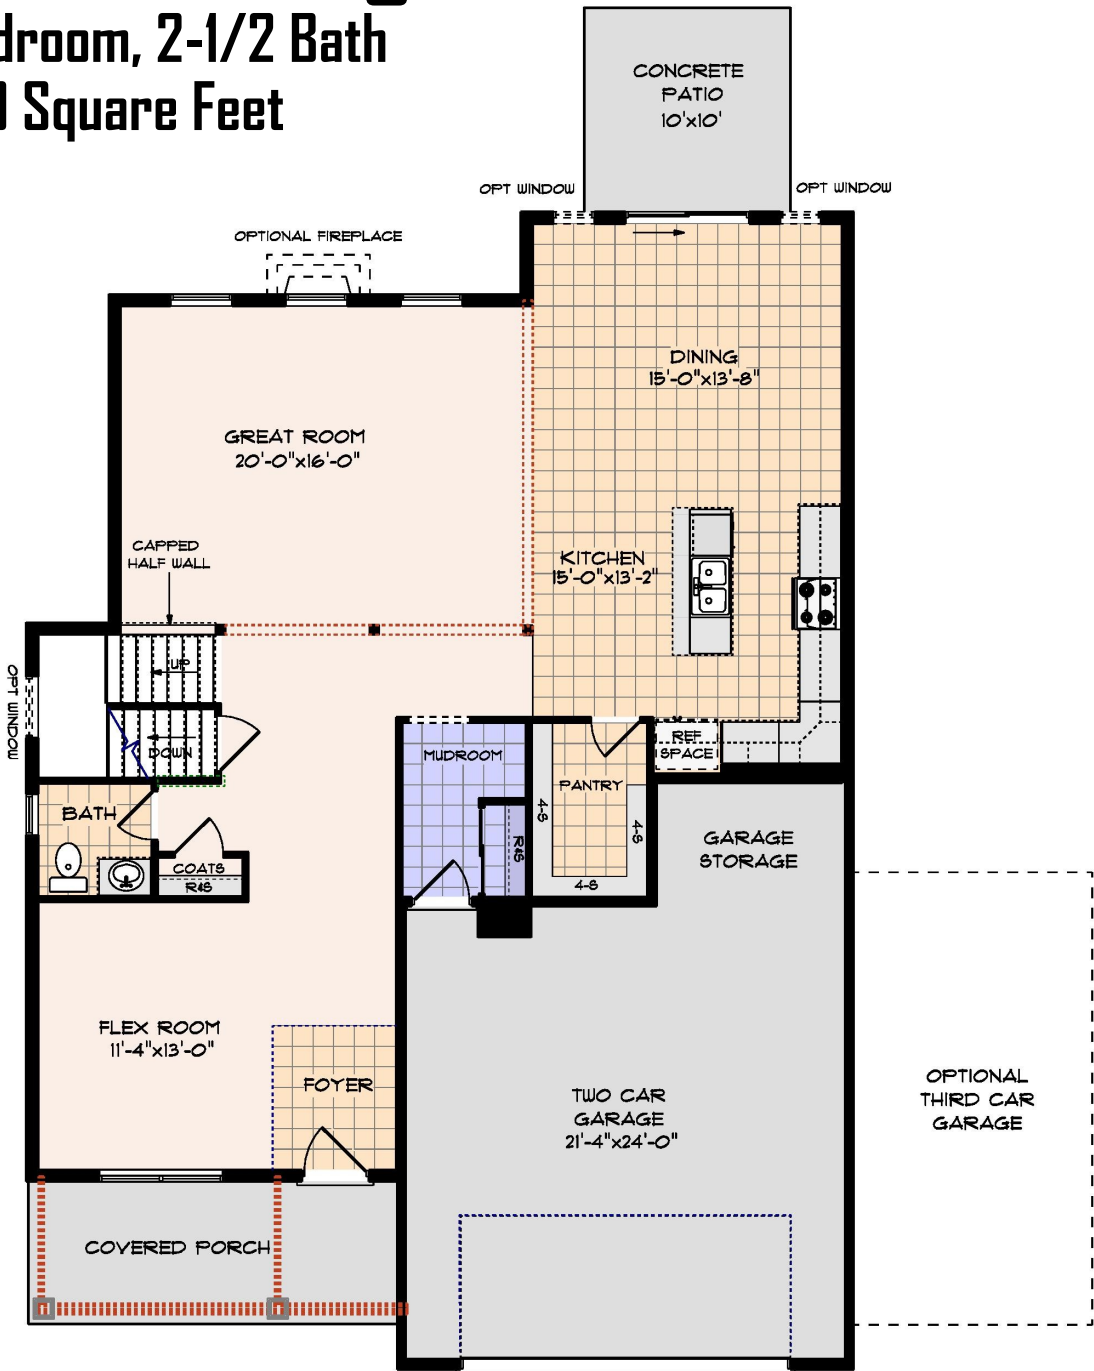 droom, 2-1/2 Bath
Square Feet
CONCRETE
PATIO
10'x10'
OPT WINDOW
OPT WINDOW
OPTIONAL FIREPLACE
DINING
15'-0"x13'-8"
GREAT ROOM
20'-0"x16'-0"
CAPPED
HALF WALL
KITCHEN
15'-0"x13'-2"
UP
OPT WINDOW
DOWN
MUDROOM
REF
SPACE
PANTRY
4-S
4-S
4-S
BATH
COATS
R&S
R&S
GARAGE
STORAGE
FLEX ROOM
11'-4"x13'-0"
FOYER
TWO CAR
GARAGE
21'-4"x24'-0"
OPTIONAL
THIRD CAR
GARAGE
COVERED PORCH